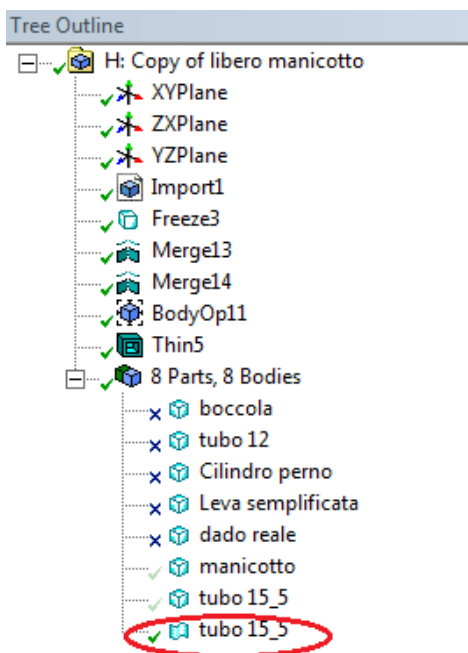 Tree Outline
H: Copy of libero manicotto
XYPlane
ZXPlane
YZPlane
Import1
Freeze3
Merge13
Merge14
BodyOp11
Thin5
8 Parts, 8 Bodies
boccola
tubo 12
Cilindro perno
Leva semplificata
dado reale
manicotto
tubo 15_5
tubo 15_5